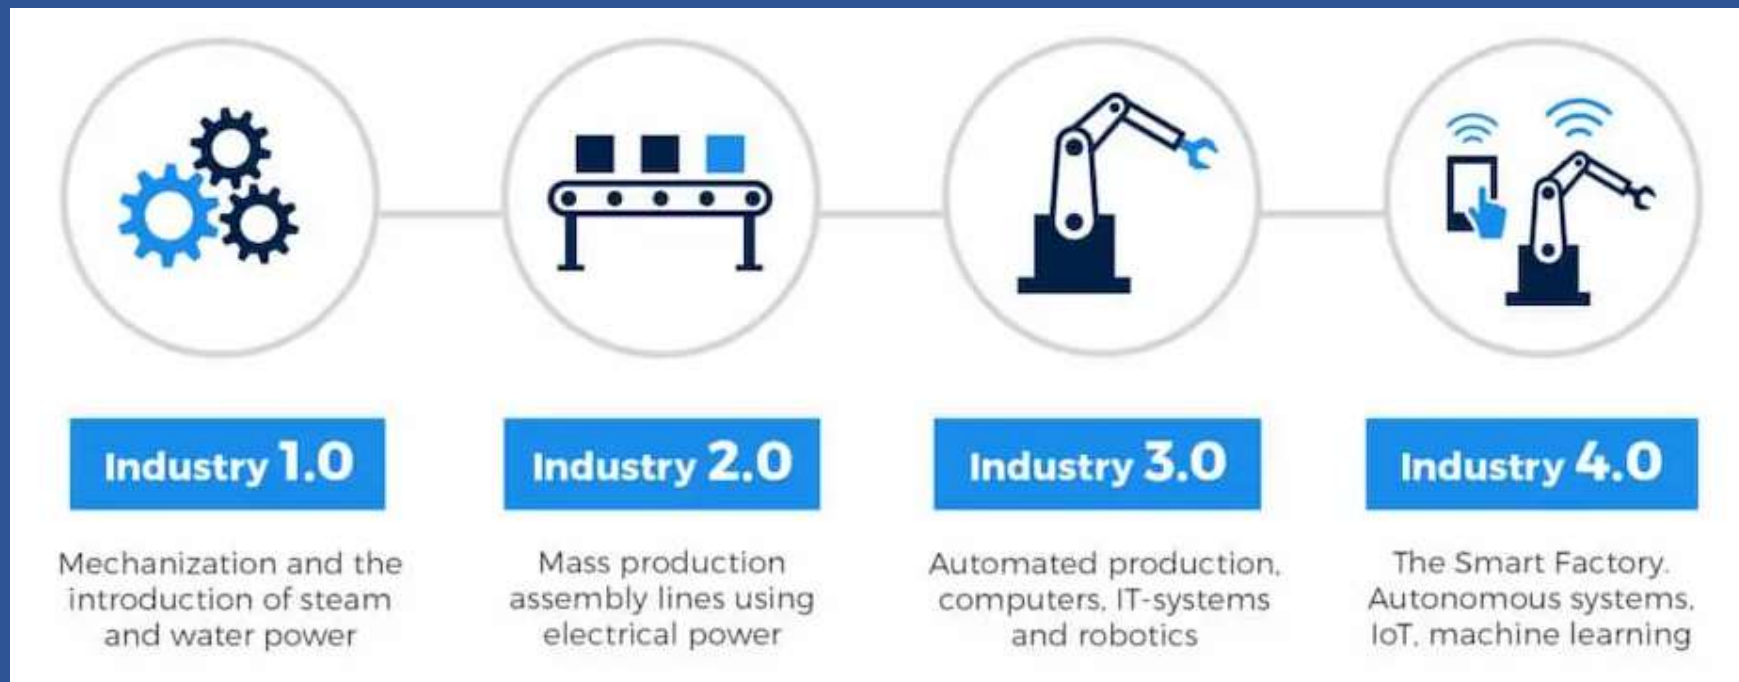 Industry 1.0
Mechanization and the
introduction of steam
and water power
Industry 2.0
Mass production
assembly lines using
electrical power
Industry 3.0
Automated production,
computers, IT-systems
and robotics
Industry 4.0
The Smart Factory.
Autonomous systems,
IoT, machine learning